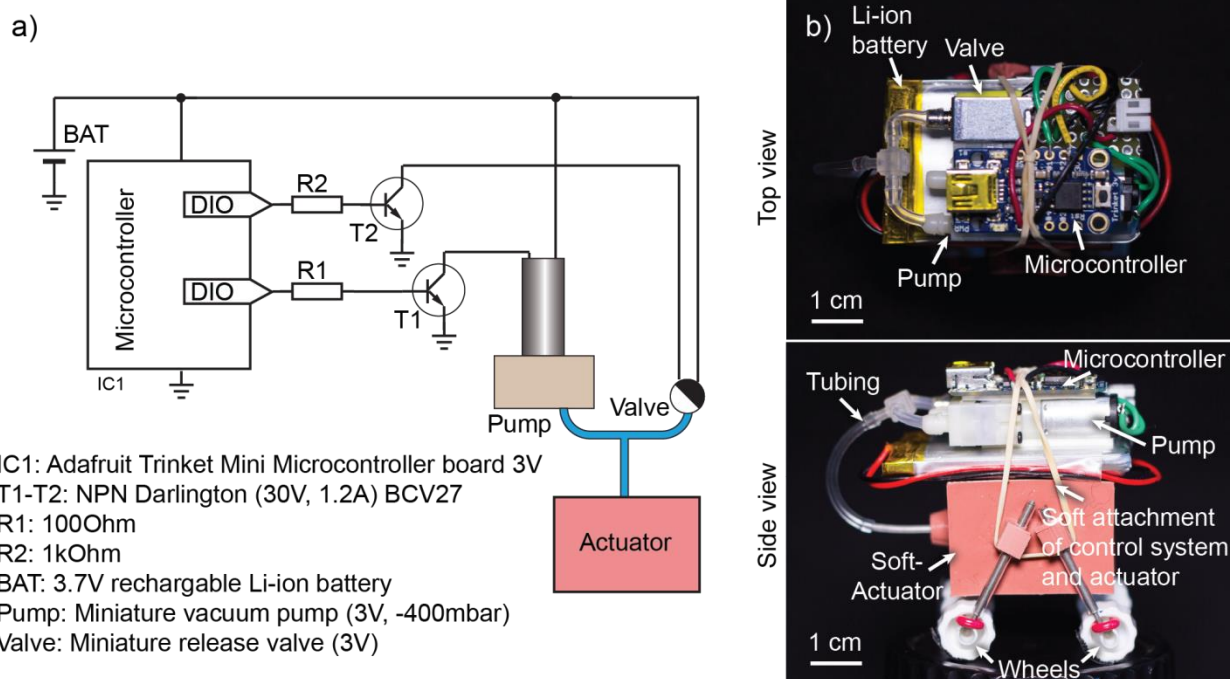 a)
BAT
Microcontroller
DIO
DIO
IC1
R2
R1
T2
T1
Pump
Valve
Actuator
IC1: Adafruit Trinket Mini Microcontroller board 3V
T1-T2: NPN Darlington (30V, 1.2A) BCV27
R1: 100Ohm
R2: 1kOhm
BAT: 3.7V rechargable Li-ion battery
Pump: Miniature vacuum pump (3V, -400mbar)
Valve: Miniature release valve (3V)
b)
Top view
Li-ion
battery
Valve
Pump
Microcontroller
Trinket
1 cm
Side view
Microcontroller
Tubing
Pump
Soft attachment
of control system
and actuator
Soft-
Actuator
1 cm
Wheels